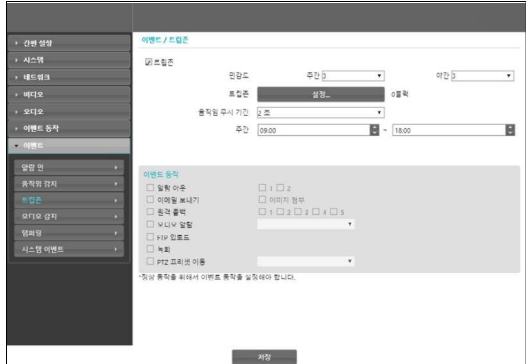 간편 설정
시스템
네트워크
비디오
오디오
이벤트 동작
이벤트
알람 인
움직임 감지
트립존
오디오 감지
탬퍼링
시스템 이벤트
이벤트 / 트립존
트립존
민감도 주간 3 야간 3
트립존 설정... 0블럭
움직임 무시 기간 2 초
주간 09:00 ~ 18:00
이벤트 동작
알람 아웃 1 2
이메일 보내기 이미지 첨부
원격 콜백 1 2 3 4 5
오디오 알람
FTP 업로드
녹화
PTZ 프리셋 이동
*정상 동작을 위해서 이벤트 동작을 설정해야 합니다.
저장